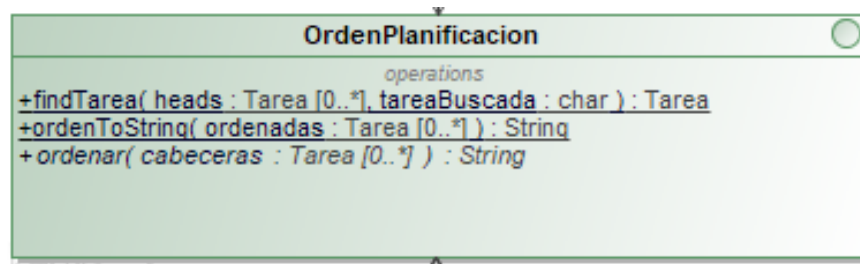 OrdenPlanificacion
operations
+findTarea( heads : Tarea [0..*], tareaBuscada : char ) : Tarea
+ordenToString( ordenadas : Tarea [0..*] ) : String
+ordenar( cabeceras : Tarea [0..*] ) : String